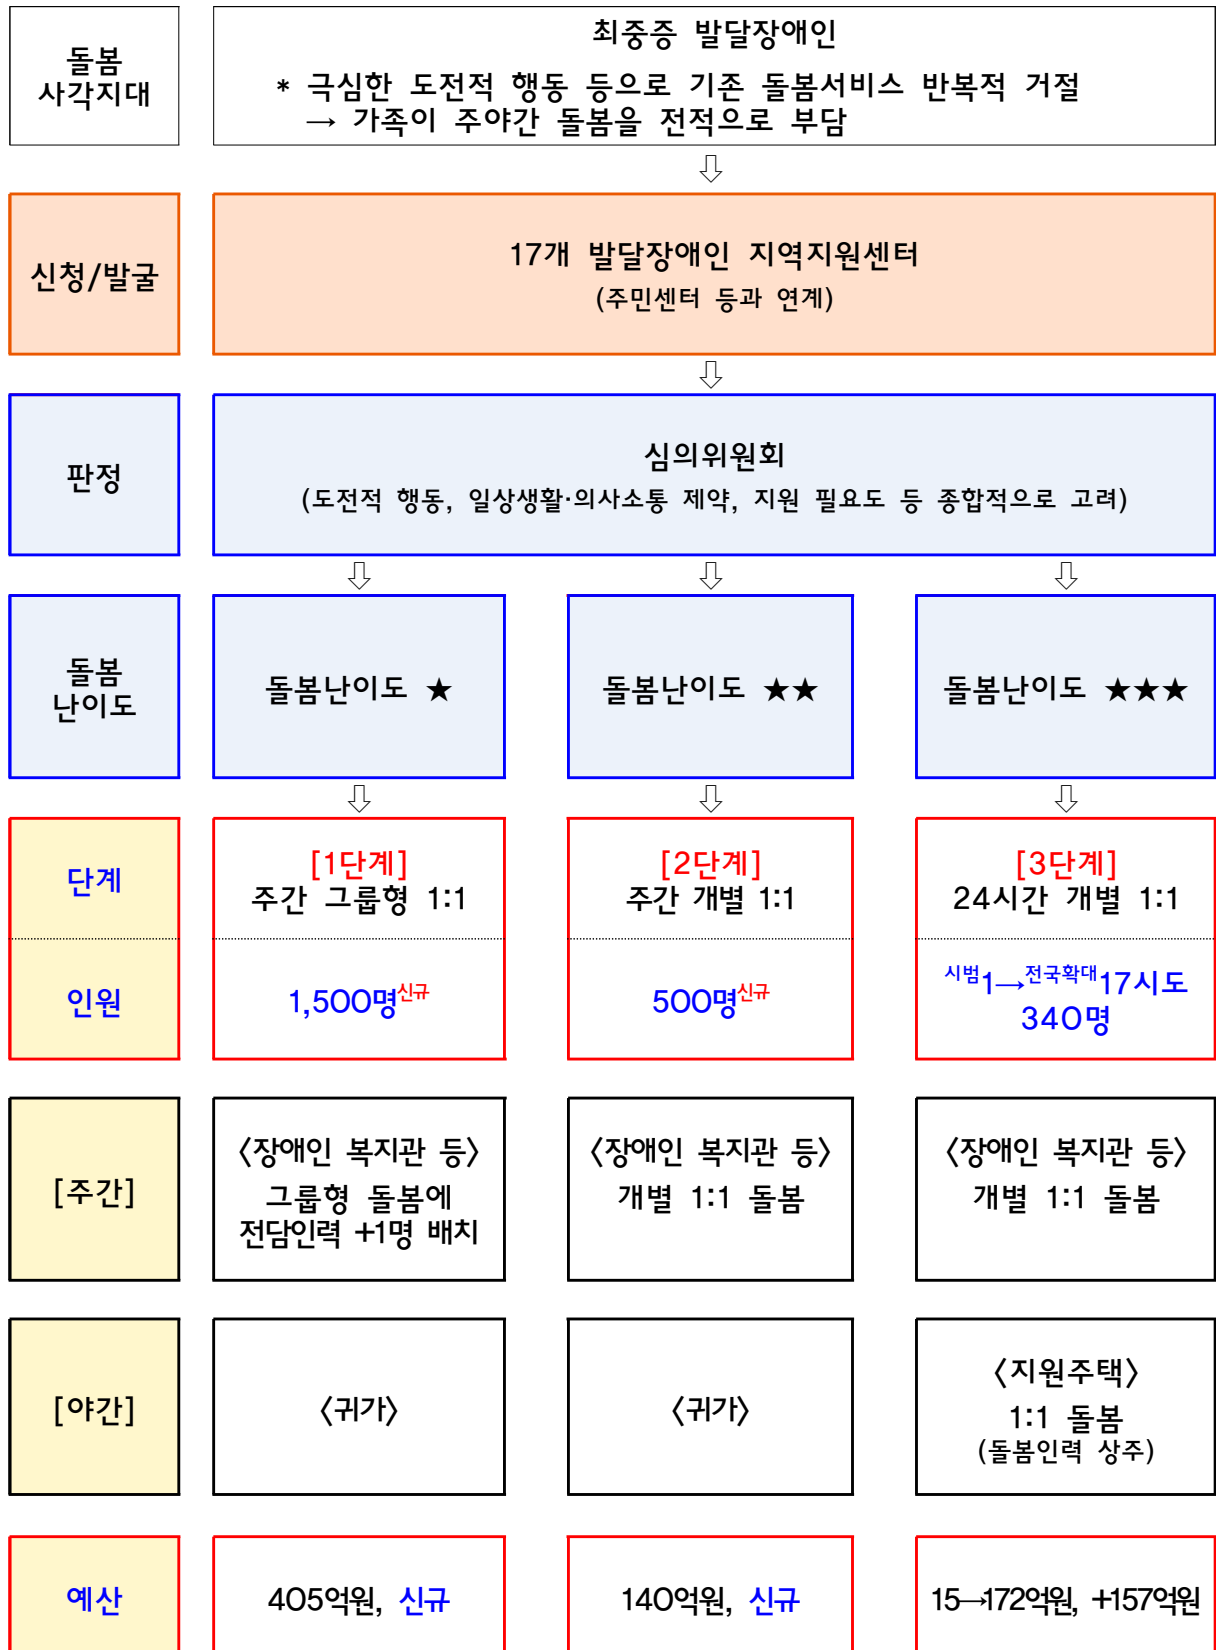 돌봄
사각지대
최중증 발달장애인
* 극심한 도전적 행동 등으로 기존 돌봄서비스 반복적 거절
→ 가족이 주야간 돌봄을 전적으로 부담
⇩
신청/발굴
17개 발달장애인 지역지원센터
(주민센터 등과 연계)
⇩
판정
심의위원회
(도전적 행동, 일상생활·의사소통 제약, 지원 필요도 등 종합적으로 고려)
⇩ ⇩ ⇩
돌봄
난이도
돌봄난이도 ★
돌봄난이도 ★★
돌봄난이도 ★★★
⇩ ⇩ ⇩
단계
[1단계]
주간 그룹형 1:1
[2단계]
주간 개별 1:1
[3단계]
24시간 개별 1:1
인원
1,500명신규
500명신규
시범1→전국확대17시도
340명
[주간]
〈장애인 복지관 등〉
그룹형 돌봄에
전담인력 +1명 배치
〈장애인 복지관 등〉
개별 1:1 돌봄
〈장애인 복지관 등〉
개별 1:1 돌봄
[야간]
〈귀가〉
〈귀가〉
〈지원주택〉
1:1 돌봄
(돌봄인력 상주)
예산
405억원, 신규
140억원, 신규
15→172억원, +157억원